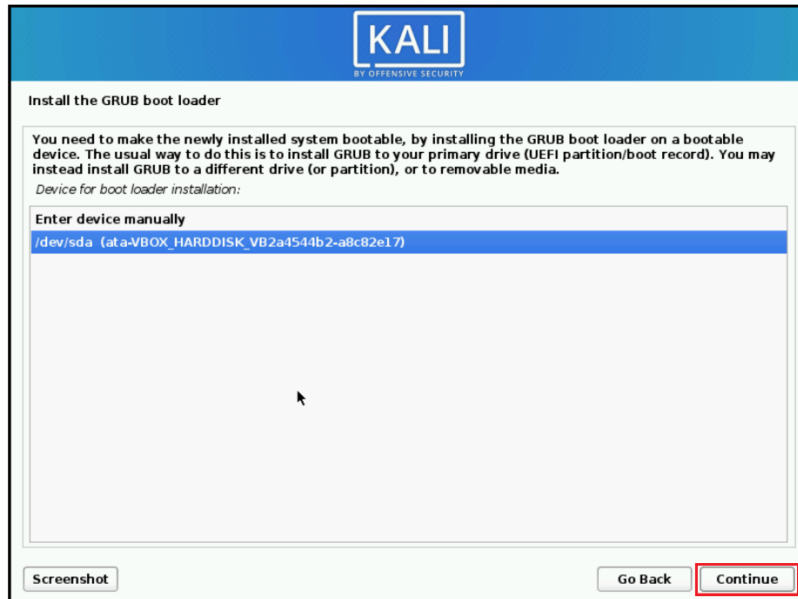 KALI
BY OFFENSIVE SECURITY
Install the GRUB boot loader
You need to make the newly installed system bootable, by installing the GRUB boot loader on a bootable
device. The usual way to do this is to install GRUB to your primary drive (UEFI partition/boot record). You may
instead install GRUB to a different drive (or partition), or to removable media.
Device for boot loader installation:
Enter device manually
/dev/sda (ata-VBOX_HARDDISK_VB2a4544b2-a8c82e17)
Screenshot
Go Back
Continue